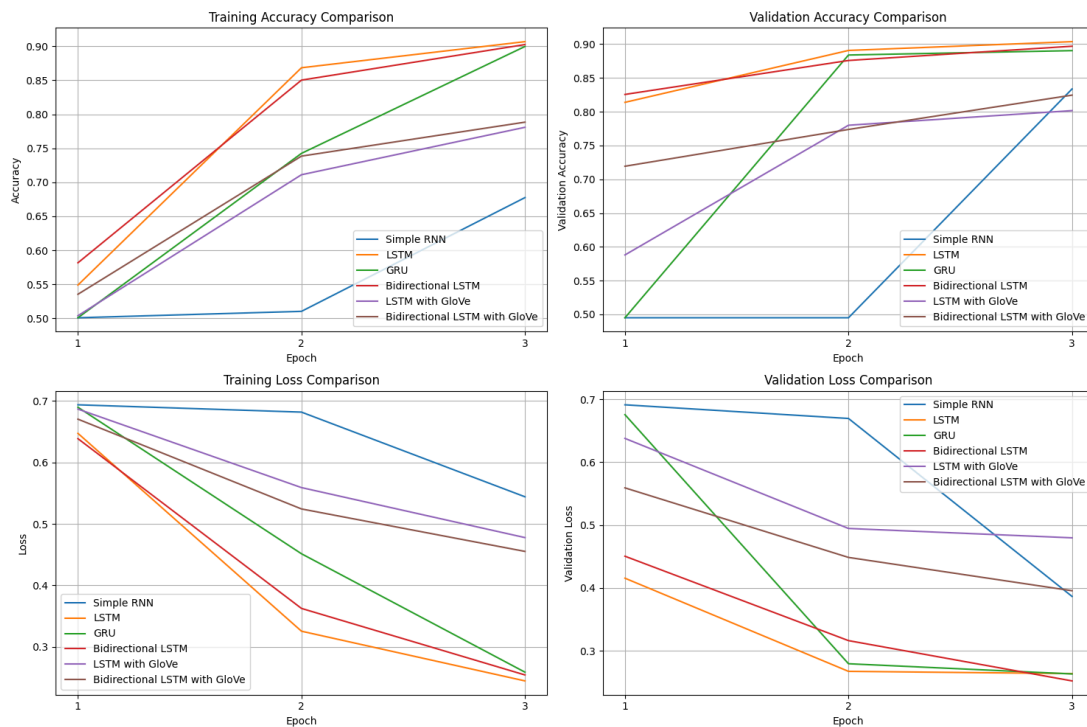 Training Accuracy Comparison
Accuracy
0.90
0.85
0.80
0.75
0.70
0.65
0.60
0.55
0.50
Simple RNN
LSTM
GRU
Bidirectional LSTM
LSTM with GloVe
Bidirectional LSTM with GloVe
1
2
3
Epoch
Validation Accuracy Comparison
Validation Accuracy
0.90
0.85
0.80
0.75
0.70
0.65
0.60
0.55
0.50
Simple RNN
LSTM
GRU
Bidirectional LSTM
LSTM with GloVe
Bidirectional LSTM with GloVe
1
2
3
Epoch
Training Loss Comparison
Loss
0.7
0.6
0.5
0.4
0.3
Simple RNN
LSTM
GRU
Bidirectional LSTM
LSTM with GloVe
Bidirectional LSTM with GloVe
1
2
3
Epoch
Validation Loss Comparison
Validation Loss
0.7
0.6
0.5
0.4
0.3
Simple RNN
LSTM
GRU
Bidirectional LSTM
LSTM with GloVe
Bidirectional LSTM with GloVe
1
2
3
Epoch